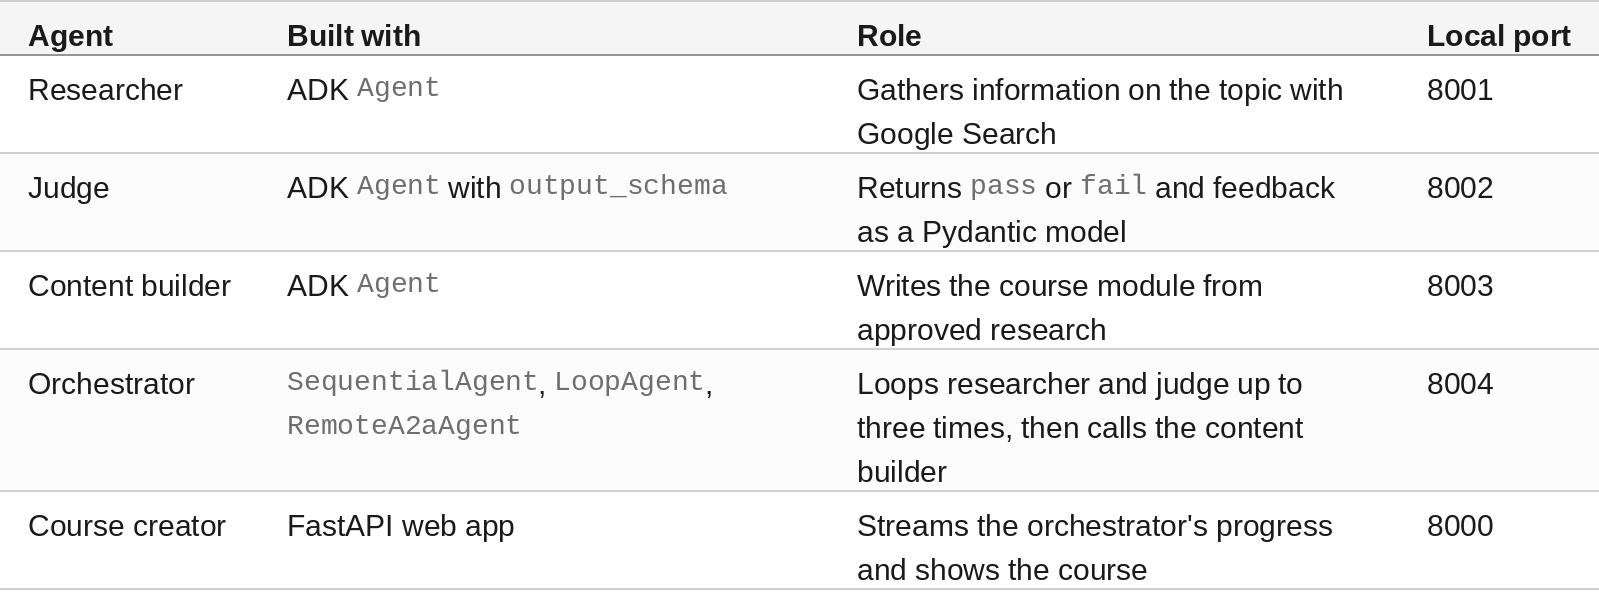 Agent Built with Role Local port
Researcher ADK Agent Gathers information on the topic with 8001
Google Search
Judge ADK Agent with output_schema Returns pass or fail and feedback 8002
as a Pydantic model
Content builder ADK Agent Writes the course module from 8003
approved research
Orchestrator SequentialAgent, LoopAgent, Loops researcher and judge up to 8004
RemoteA2aAgent three times, then calls the content
builder
Course creator FastAPI web app Streams the orchestrator's progress 8000
and shows the course